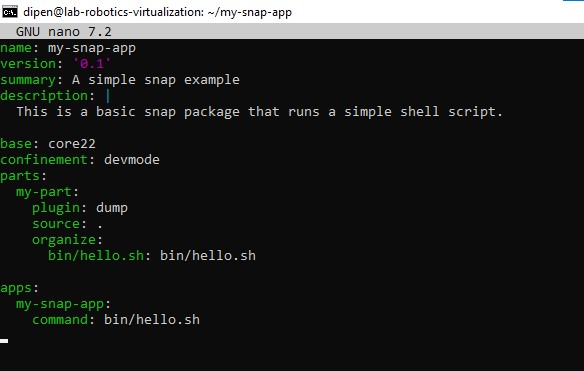 dipen@lab-robotics-virtualization: ~/my-snap-app
GNU nano 7.2
name: my-snap-app
version: '0.1'
summary: A simple snap example
description: |
  This is a basic snap package that runs a simple shell script.

base: core22
confinement: devmode
parts:
  my-part:
    plugin: dump
    source: .
    organize:
      bin/hello.sh: bin/hello.sh

apps:
  my-snap-app:
    command: bin/hello.sh